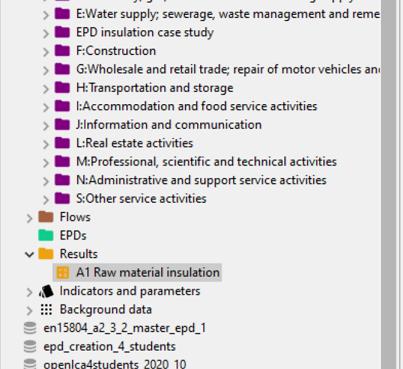 E:Water supply; sewerage, waste management and reme
EPD insulation case study
F:Construction
G:Wholesale and retail trade; repair of motor vehicles and
H:Transportation and storage
I:Accommodation and food service activities
J:Information and communication
L:Real estate activities
M:Professional, scientific and technical activities
N:Administrative and support service activities
S:Other service activities
Flows
EPDs
Results
A1 Raw material insulation
Indicators and parameters
Background data
en15804_a2_3_2_master_epd_1
epd_creation_4_students
openlca4students_2020_10